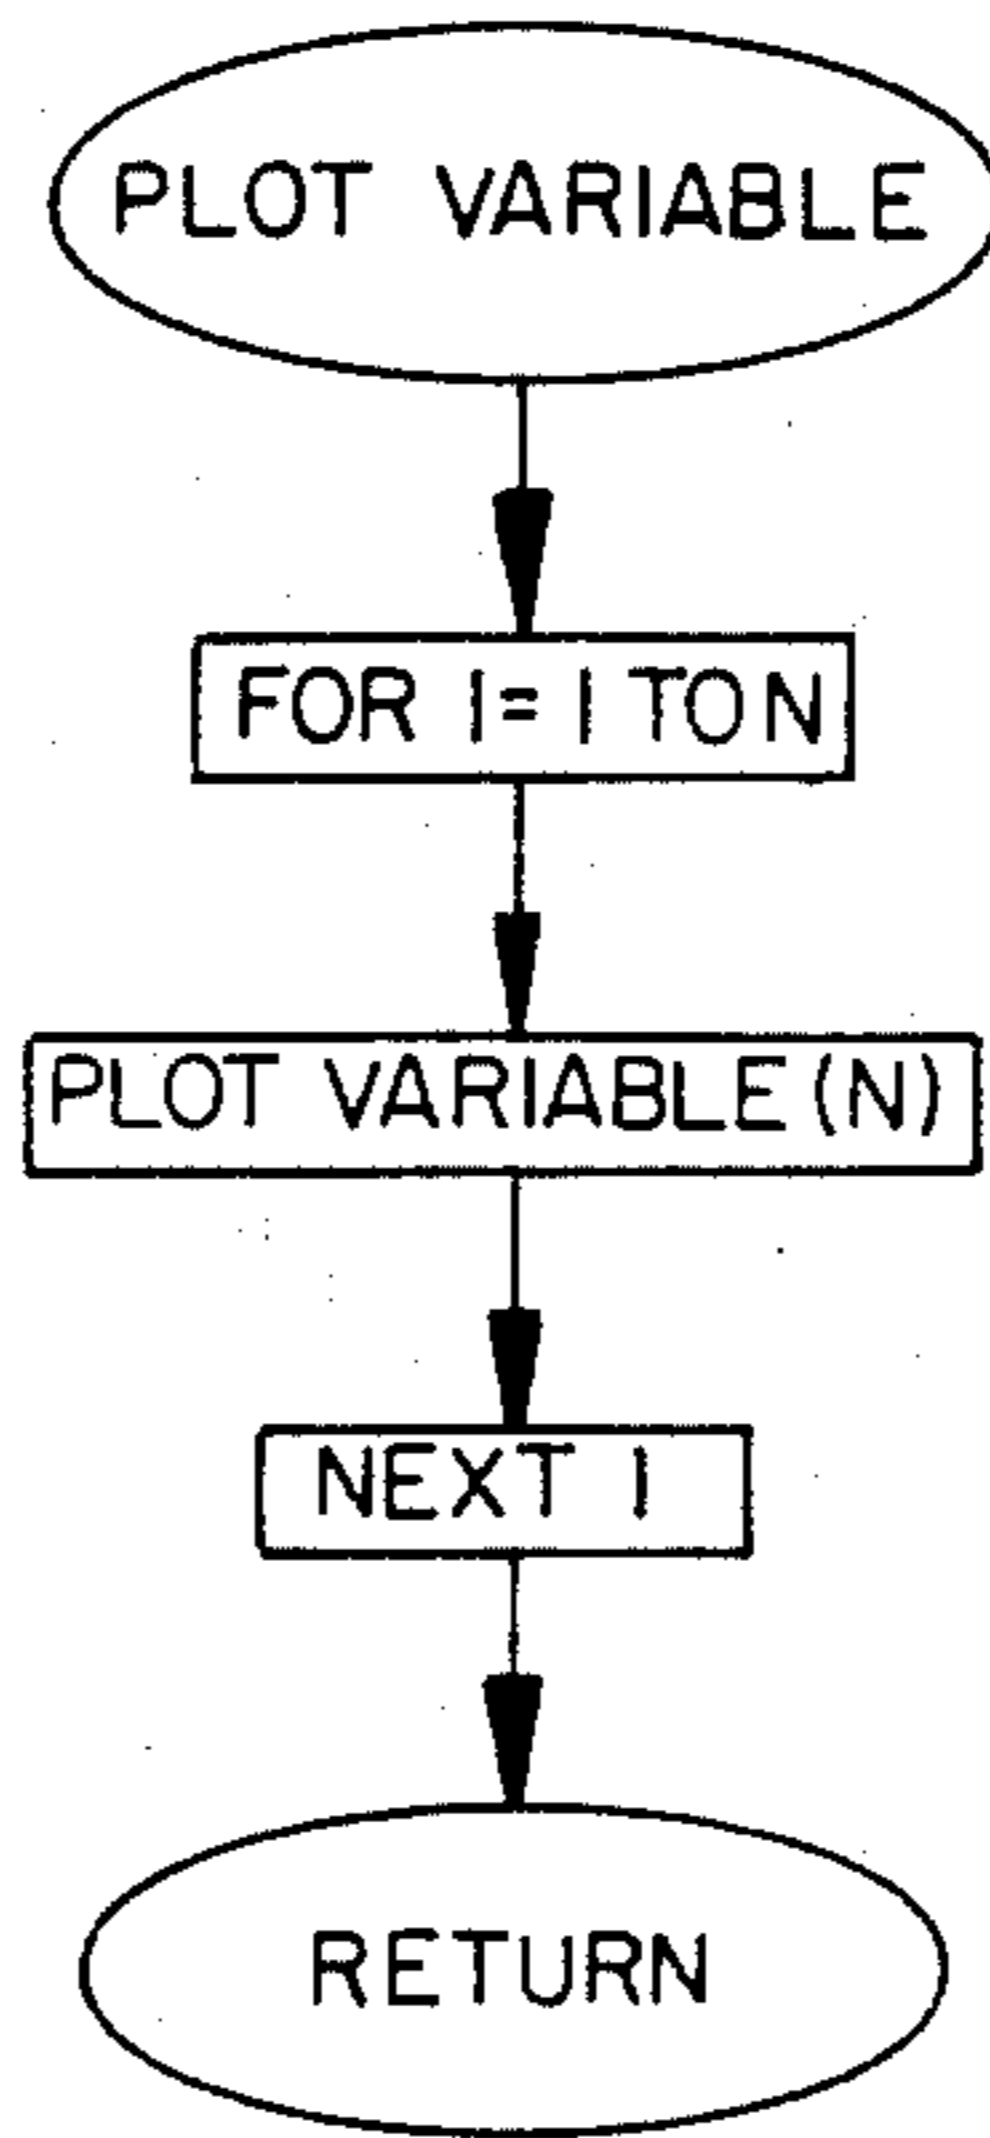 PLOT VARIABLE
FOR I = 1 TO N
PLOT VARIABLE (N)
NEXT I
RETURN